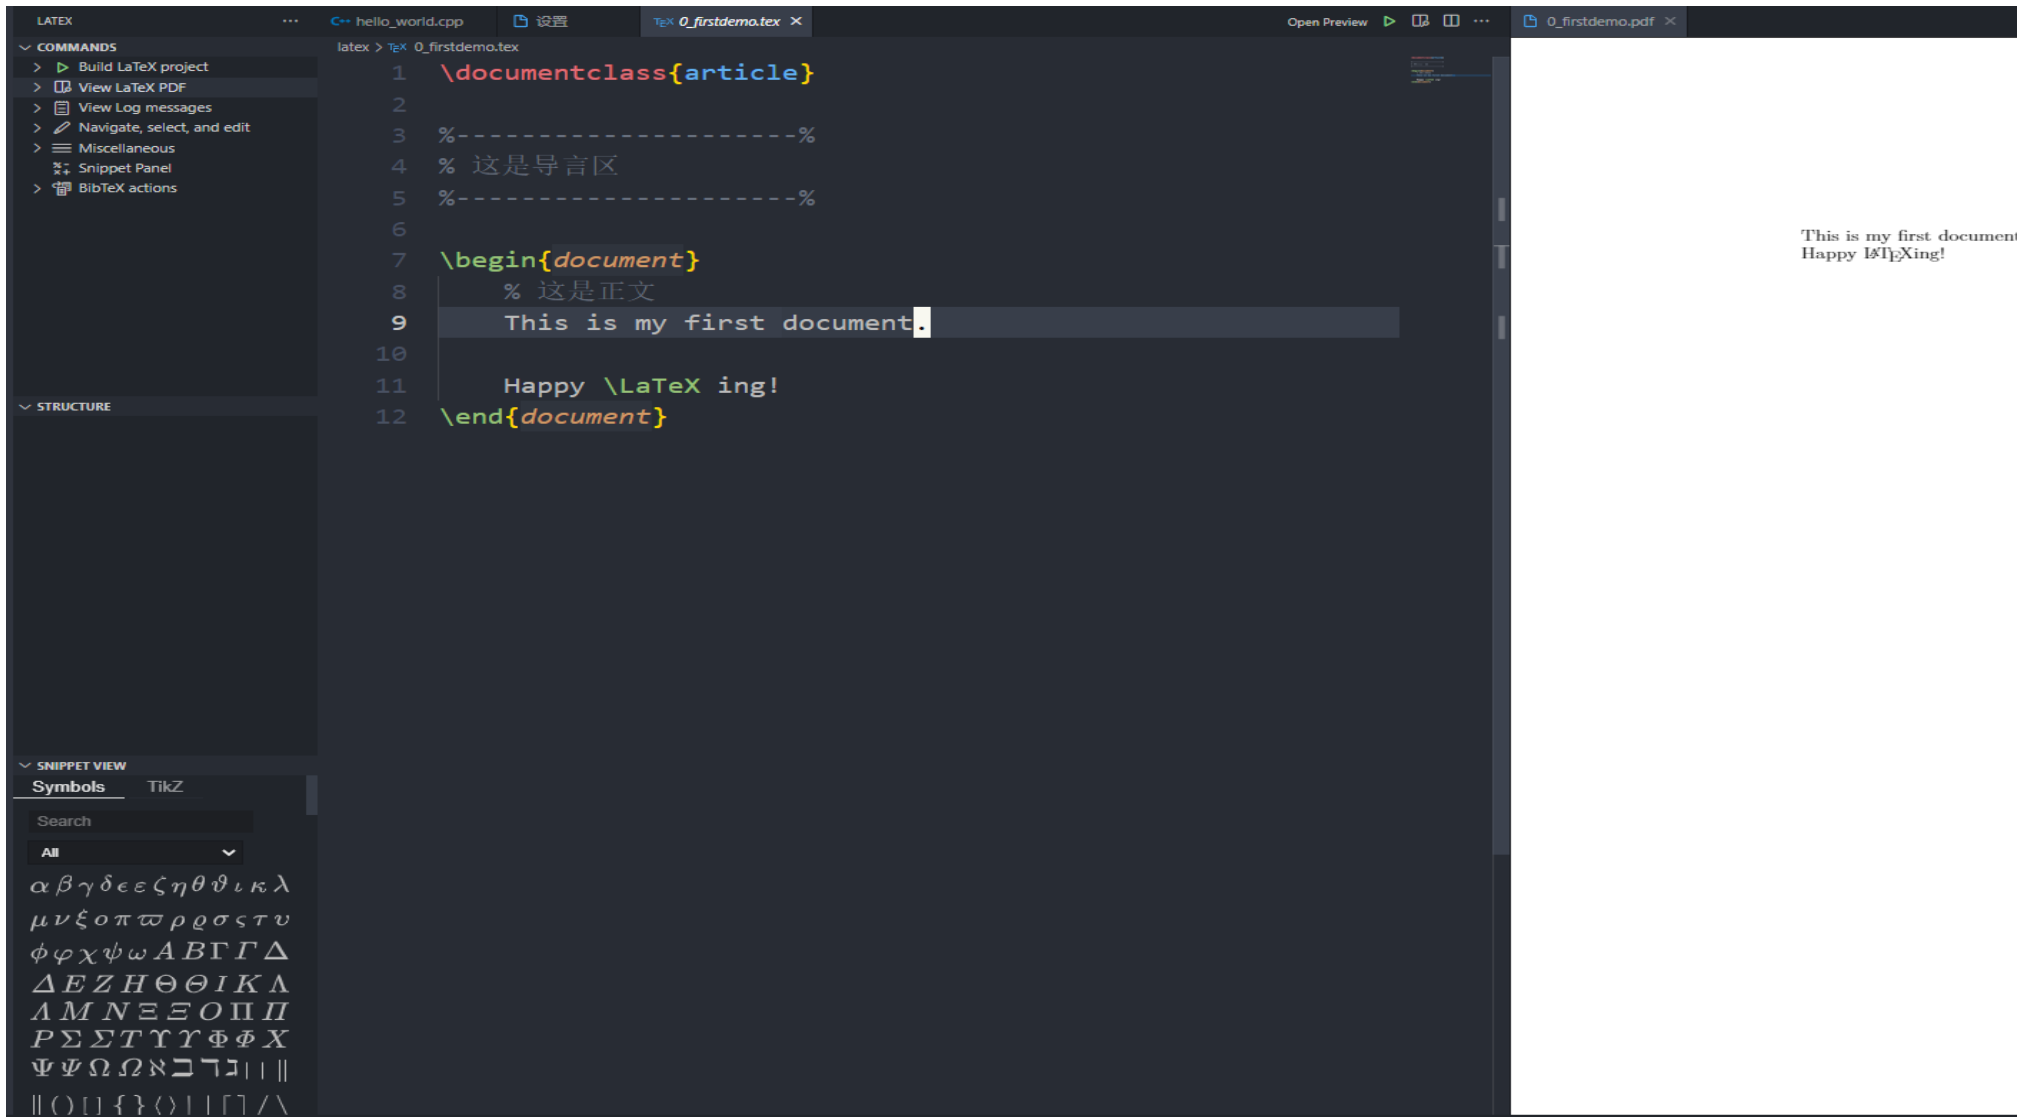 LATEX ···
COMMANDS
Build LaTeX project
View LaTeX PDF
View Log messages
Navigate, select, and edit
Miscellaneous
Snippet Panel
BibTeX actions
STRUCTURE
SNIPPET VIEW
Symbols TikZ
Search
All
α β γ δ ϵ ε ζ η θ ϑ ι κ λ
μ ν ξ ο π ϖ ρ ϱ σ ς τ υ
ϕ φ χ ψ ω A B Γ Γ Δ
Δ E Z H Θ Θ I K Λ
Λ M N Ξ Ξ O Π Π
P Σ Σ T Υ Υ Φ Φ X
Ψ Ψ Ω Ω ℵ ℶ ℸ ℷ | | ‖
‖ ( ) [ ] { } ⟨ ⟩ | | ⌈ ⌉ / \
C++ hello_world.cpp 设置 TEX 0_firstdemo.tex × Open Preview ···
latex > TEX 0_firstdemo.tex
1 \documentclass{article}
2
3 %---------------------%
4 % 这是导言区
5 %---------------------%
6
7 \begin{document}
8 % 这是正文
9 This is my first document.
10
11 Happy \LaTeX ing!
12 \end{document}
0_firstdemo.pdf ×
This is my first document
Happy LATEXing!